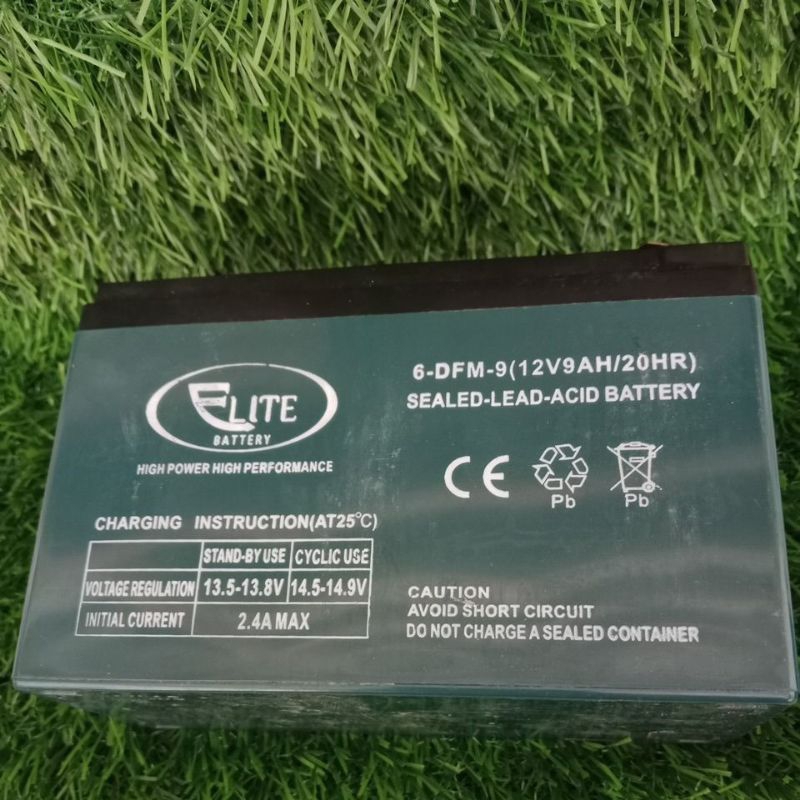 ELITE
BATTERY
HIGH POWER HIGH PERFORMANCE
6-DFM-9(12V9AH/20HR)
SEALED-LEAD-ACID BATTERY
CE
Pb Pb
CHARGING INSTRUCTION(AT25℃)
STAND-BY USE CYCLIC USE
VOLTAGE REGULATION 13.5-13.8V 14.5-14.9V
INITIAL CURRENT 2.4A MAX
CAUTION
AVOID SHORT CIRCUIT
DO NOT CHARGE A SEALED CONTAINER